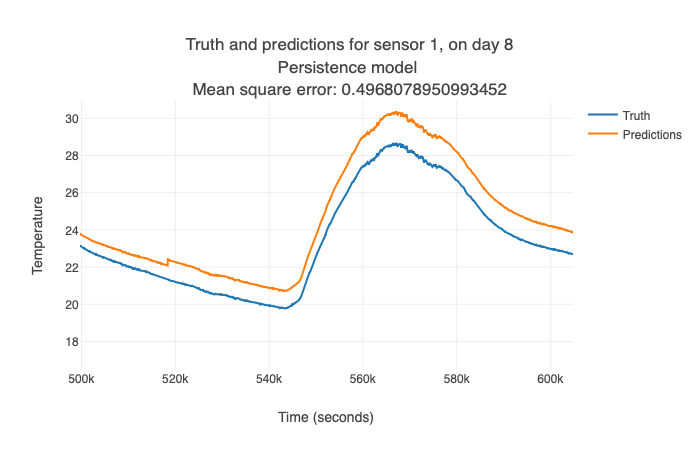 Truth and predictions for sensor 1, on day 8
Persistence model
Mean square error: 0.4968078950993452
Truth
Predictions
Temperature
30
28
26
24
22
20
18
500k
520k
540k
560k
580k
600k
Time (seconds)